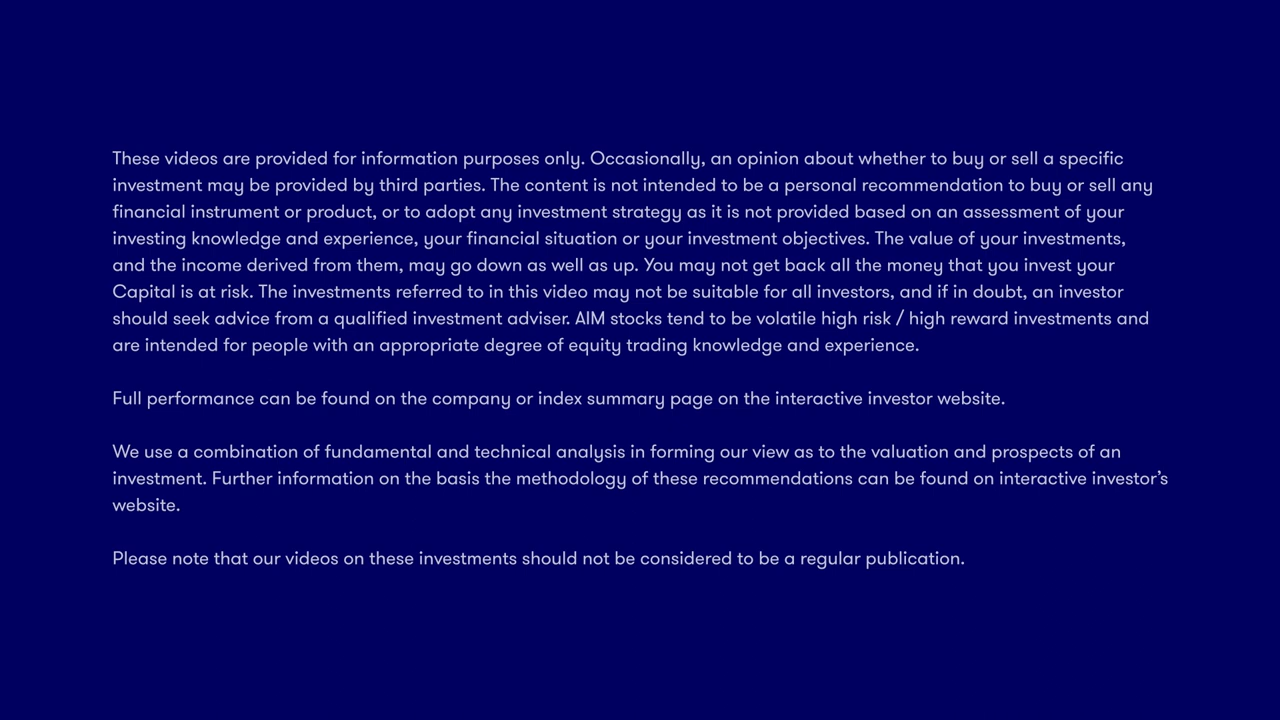 These videos are provided for information purposes only. Occasionally, an opinion about whether to buy or sell a specific
investment may be provided by third parties. The content is not intended to be a personal recommendation to buy or sell any
financial instrument or product, or to adopt any investment strategy as it is not provided based on an assessment of your
investing knowledge and experience, your financial situation or your investment objectives. The value of your investments,
and the income derived from them, may go down as well as up. You may not get back all the money that you invest your
Capital is at risk. The investments referred to in this video may not be suitable for all investors, and if in doubt, an investor
should seek advice from a qualified investment adviser. AIM stocks tend to be volatile high risk / high reward investments and
are intended for people with an appropriate degree of equity trading knowledge and experience.
Full performance can be found on the company or index summary page on the interactive investor website.
We use a combination of fundamental and technical analysis in forming our view as to the valuation and prospects of an
investment. Further information on the basis the methodology of these recommendations can be found on interactive investor’s
website.
Please note that our videos on these investments should not be considered to be a regular publication.